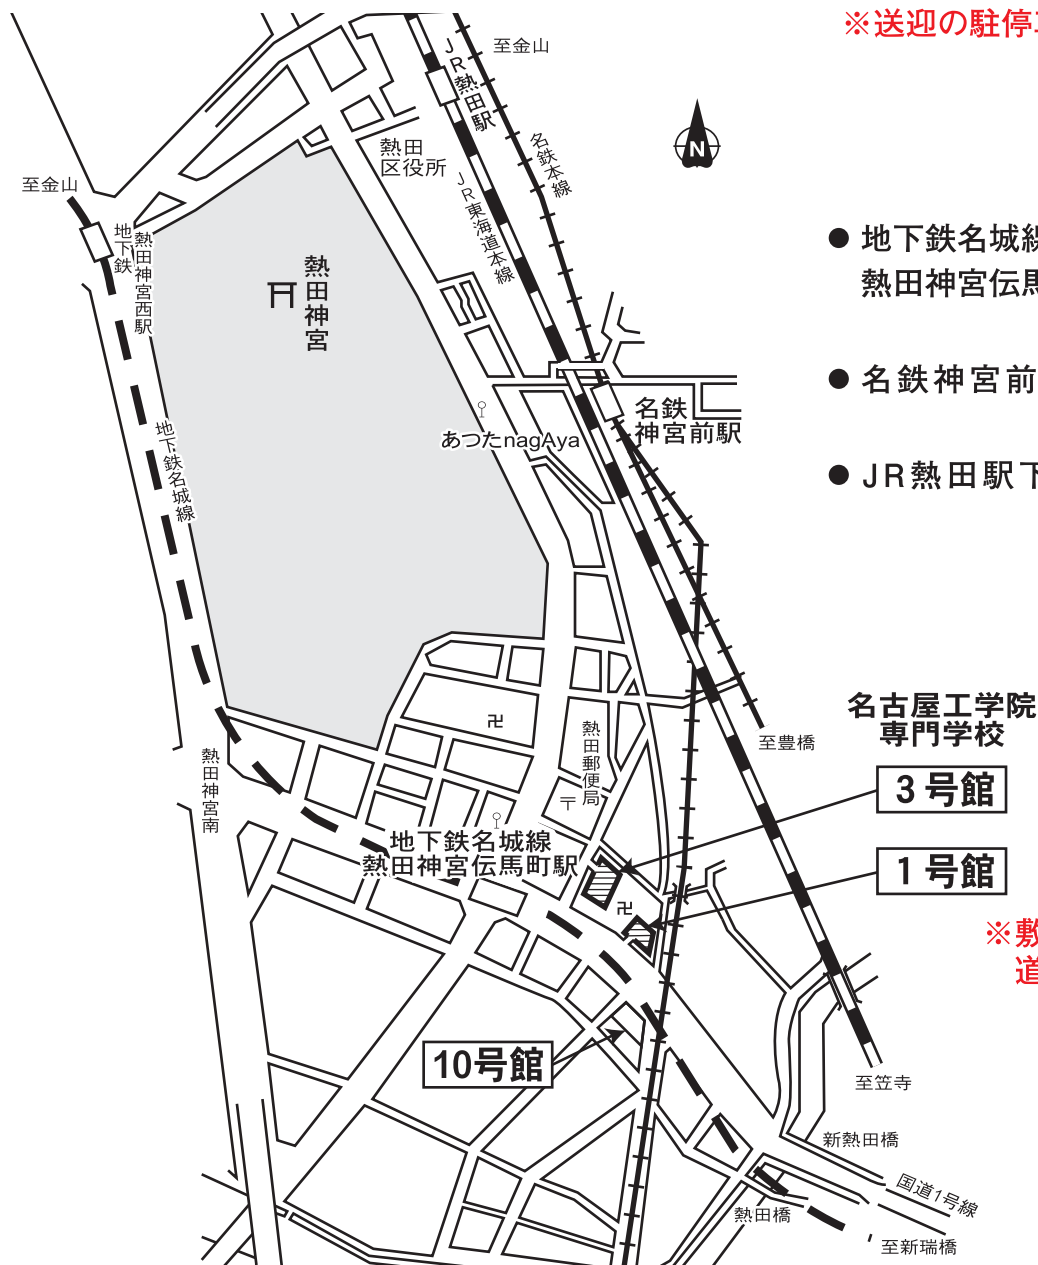 ※送迎の駐停
至金山
JR熱田駅
名鉄本線
N
熱田
区役所
JR東海道本線
至金山
地下鉄
熱田神宮西駅
熱田神宮
● 地下鉄名城線
熱田神宮伝馬
● 名鉄神宮前
● JR熱田駅下
名鉄
神宮前駅
あつたnagAya
地下鉄名城線
名古屋工学院
専門学校
3号館
1号館
卍
熱田郵便局
〒
至豊橋
熱田神宮南
地下鉄名城線
熱田神宮伝馬町駅
卍
※敷
道
10号館
至笠寺
新熱田橋
国道1号線
熱田橋
至新瑞橋